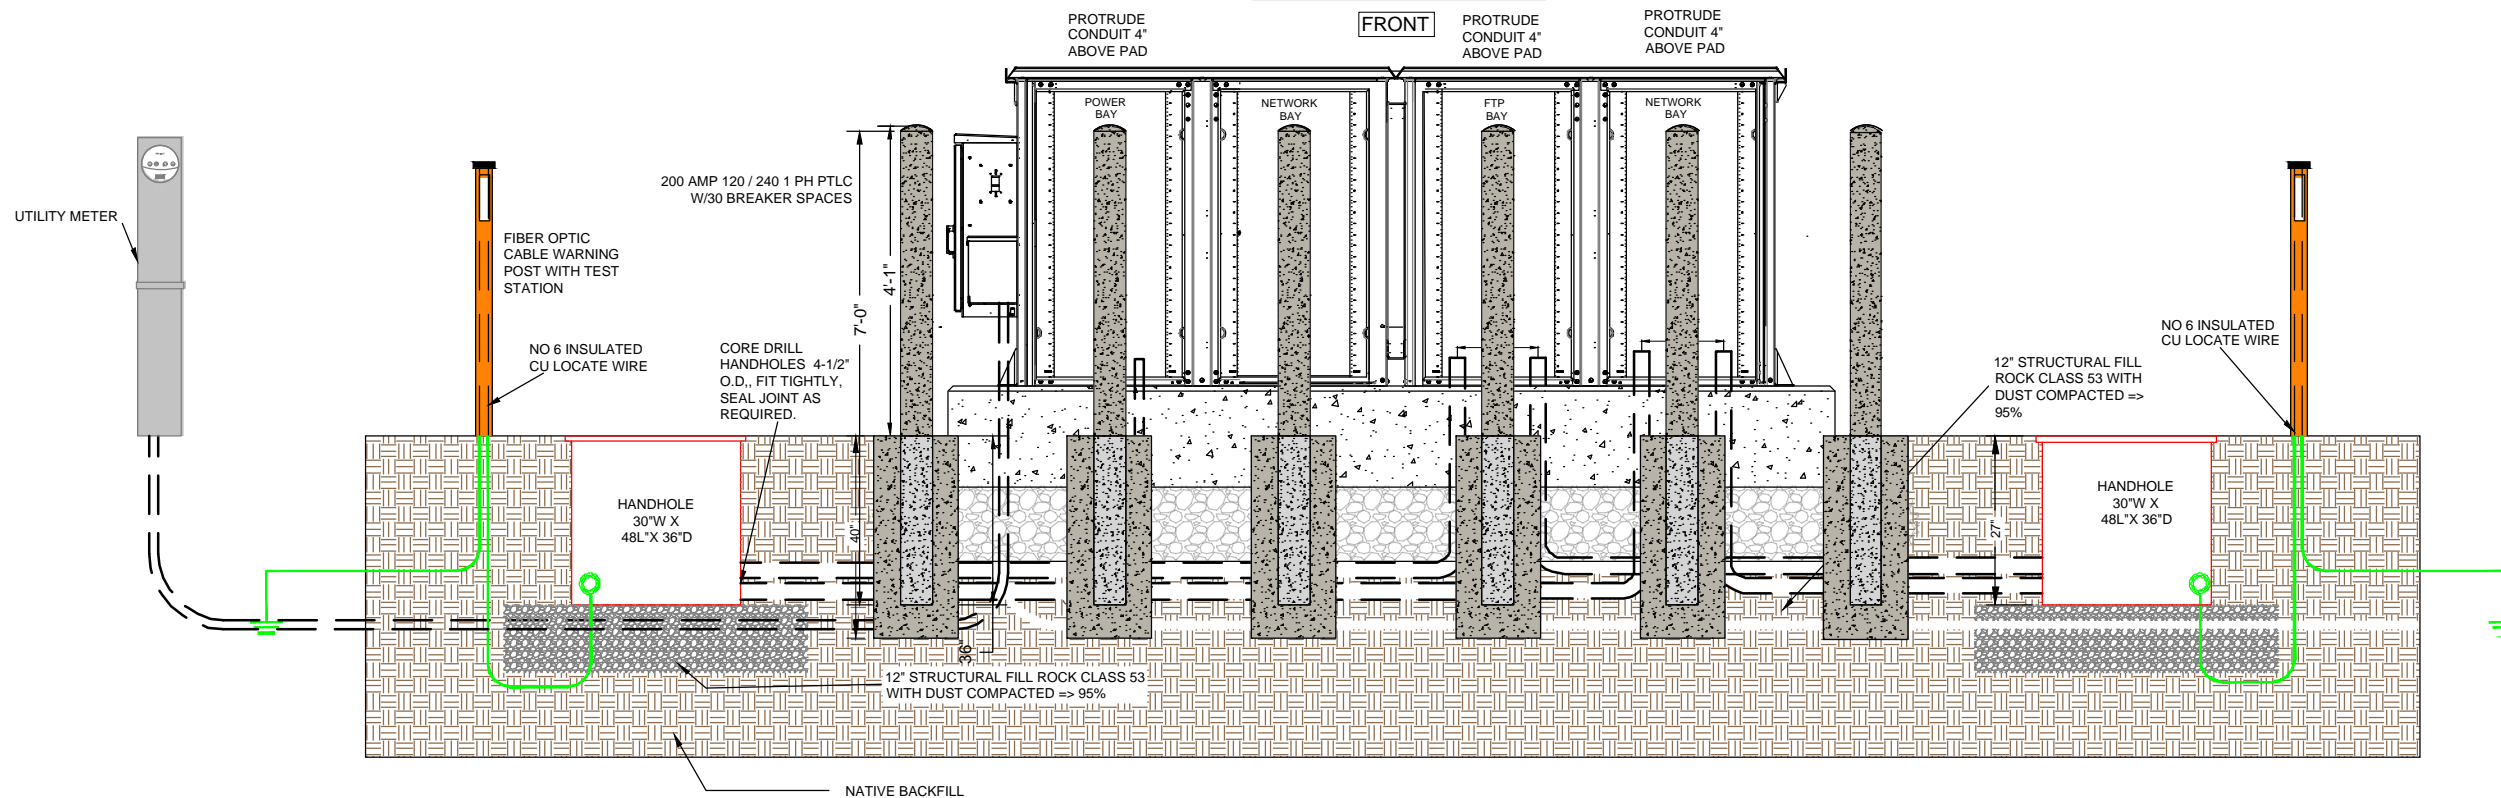 PROTRUDE
CONDUIT 4"
ABOVE PAD
FRONT
PROTRUDE
CONDUIT 4"
ABOVE PAD
PROTRUDE
CONDUIT 4"
ABOVE PAD
POWER
BAY
NETWORK
BAY
FTP
BAY
NETWORK
BAY
UTILITY METER
200 AMP 120 / 240 1 PH PTLC
W/30 BREAKER SPACES
FIBER OPTIC
CABLE WARNING
POST WITH TEST
STATION
7'-0"
4'-1"
NO 6 INSULATED
CU LOCATE WIRE
CORE DRILL
HANDHOLES 4-1/2"
O.D,, FIT TIGHTLY,
SEAL JOINT AS
REQUIRED.
NO 6 INSULATED
CU LOCATE WIRE
12" STRUCTURAL FILL
ROCK CLASS 53 WITH
DUST COMPACTED =>
95%
HANDHOLE
30"W X
48L"X 36"D
40"
36"
27"
HANDHOLE
30"W X
48L"X 36"D
12" STRUCTURAL FILL ROCK CLASS 53
WITH DUST COMPACTED => 95%
NATIVE BACKFILL